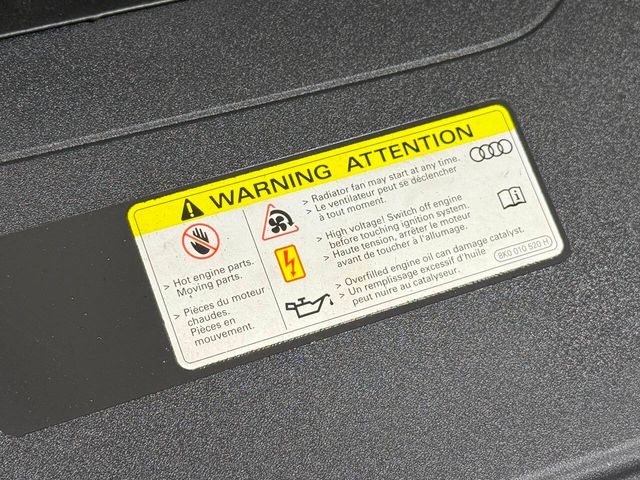 WARNING ATTENTION
> Hot engine parts.
Moving parts.
> Pièces du moteur
chaudes.
Pièces en
mouvement.
> Radiator fan may start at any time.
> Le ventilateur peut se déclencher
à tout moment.
> High voltage! Switch off engine
before touching ignition system.
> Haute tension, arrêter le moteur
avant de toucher à l'allumage.
> Overfilled engine oil can damage catalyst.
> Un remplissage excessif d'huile
peut nuire au catalyseur.
8K0 010 520 H